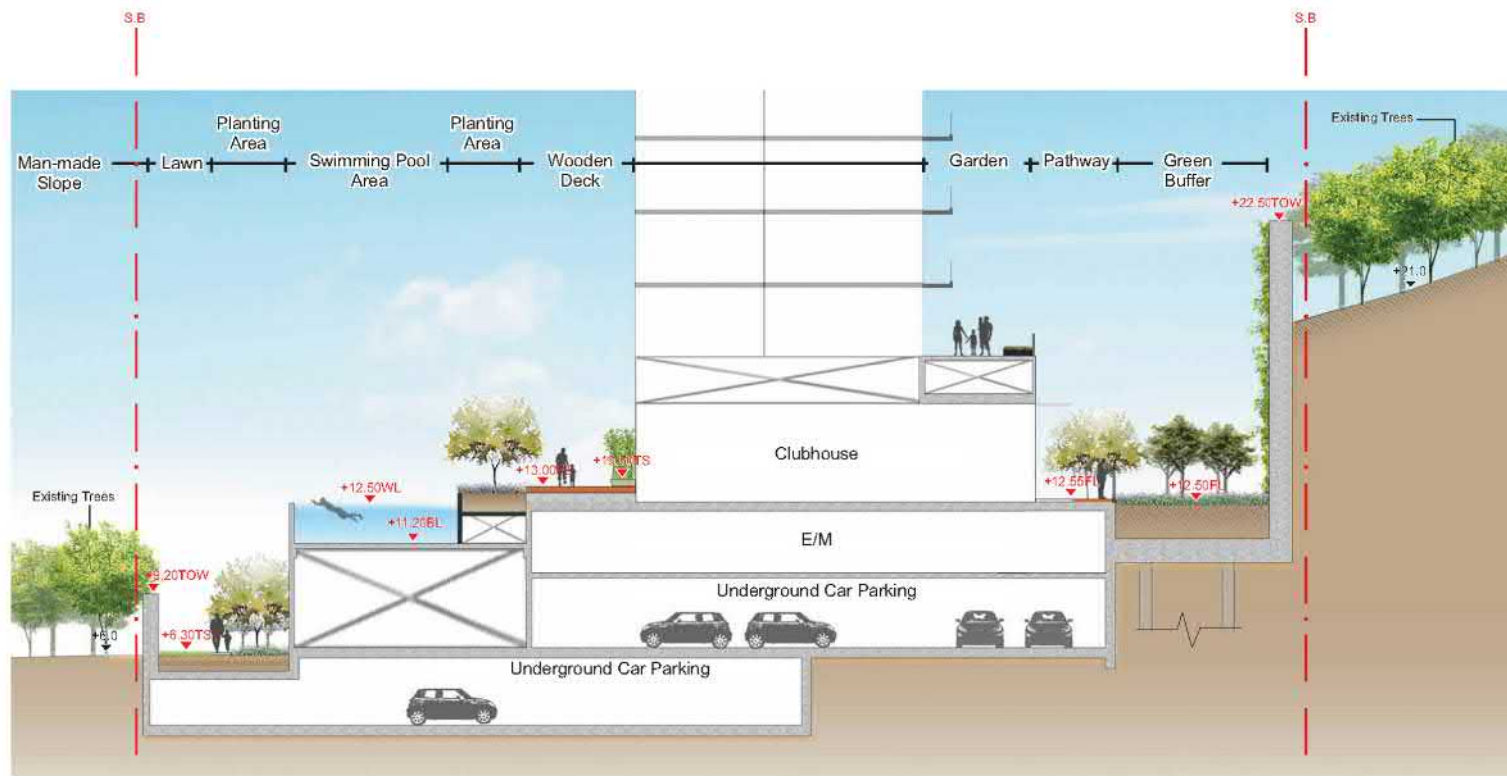 S.B
S.B
Existing Trees
Man-made
Slope
Lawn
Planting
Area
Swimming Pool
Area
Planting
Area
Wooden
Deck
Garden
Pathway
Green
Buffer
+22.50TOW
+21.0
Clubhouse
+13.00
+12.50WL
+11.20BL
+12.55FL
+12.50FL
Existing Trees
E/M
+9.20TOW
Underground Car Parking
+6.0
+6.30TS
Underground Car Parking